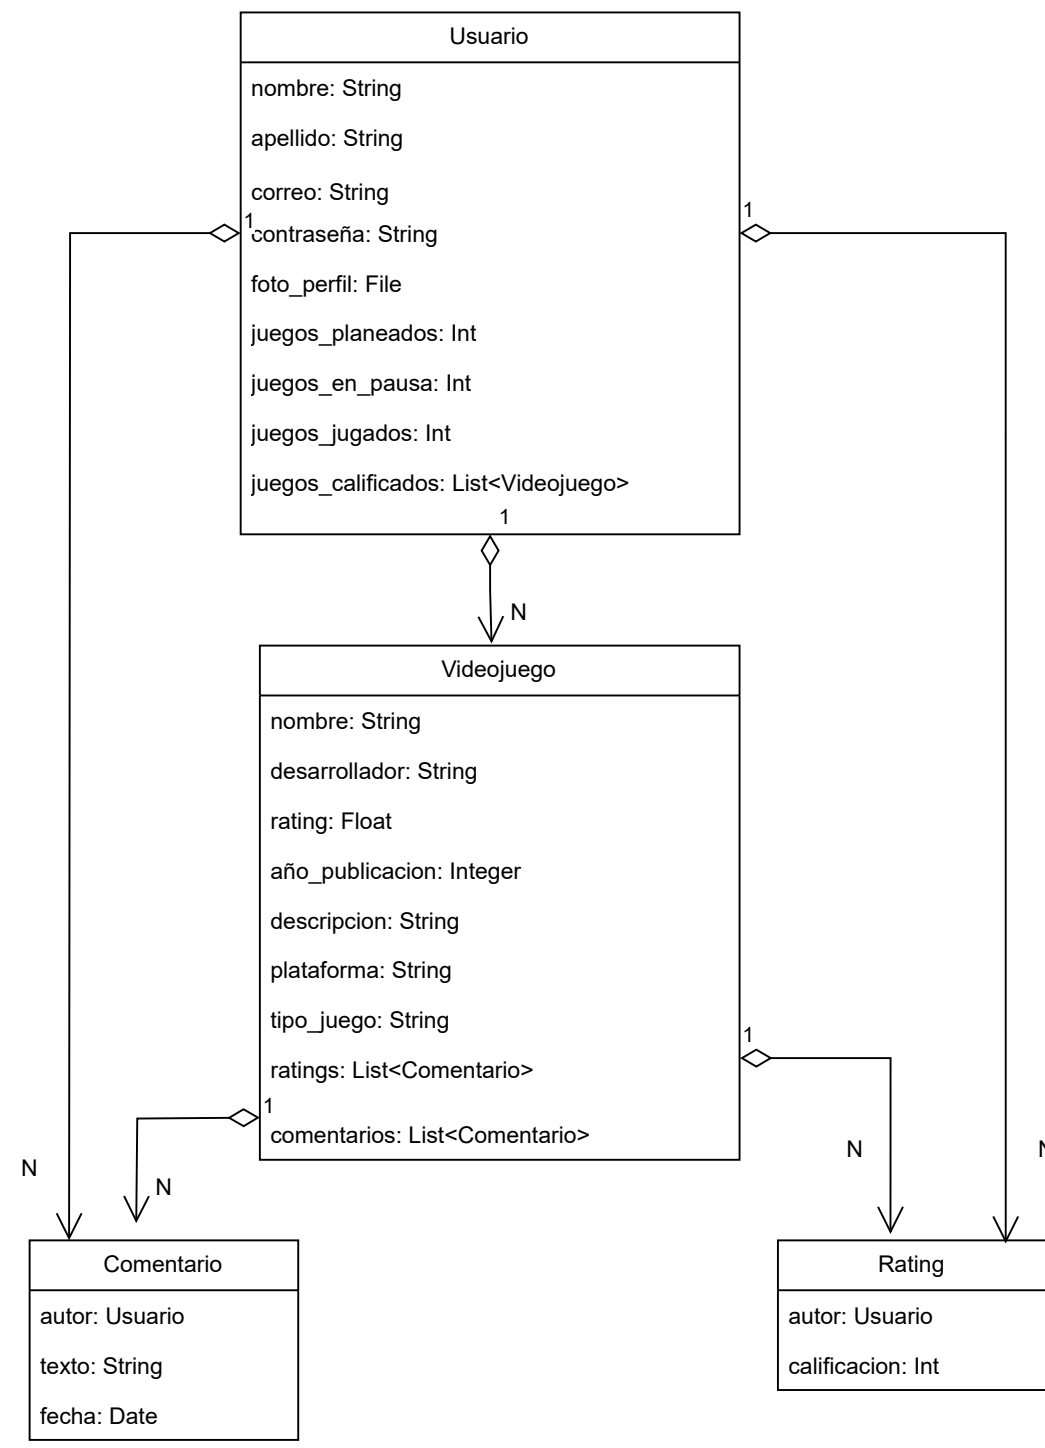 Usuario
nombre: String
apellido: String
correo: String
1
1
contraseña: String
foto_perfil: File
juegos_planeados: Int
juegos_en_pausa: Int
juegos_jugados: Int
juegos_calificados: List<Videojuego>
1
N
Videojuego
nombre: String
desarrollador: String
rating: Float
año_publicacion: Integer
descripcion: String
plataforma: String
tipo_juego: String
1
ratings: List<Comentario>
1
comentarios: List<Comentario>
N
N
N
N
Comentario
autor: Usuario
texto: String
fecha: Date
Rating
autor: Usuario
calificacion: Int